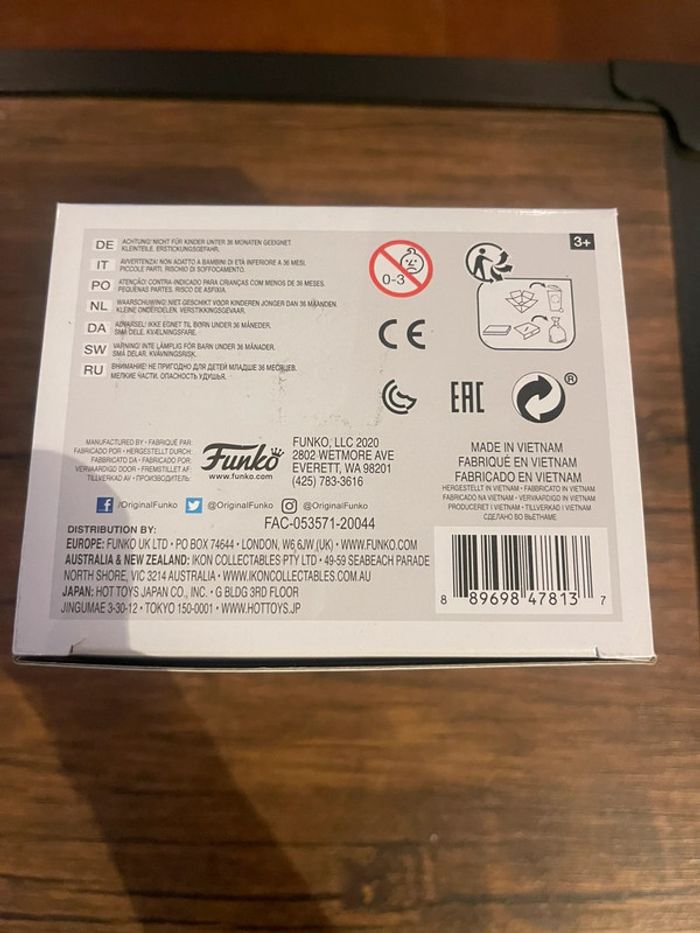 DE ACHTUNG! NICHT FÜR KINDER UNTER 36 MONATEN GEEIGNET.
KLEINTEILE. ERSTICKUNGSGEFAHR.
IT AVVERTENZA! NON ADATTO A BAMBINI DI ETÀ INFERIORE A 36 MESI.
PICCOLE PARTI. RISCHIO DI SOFFOCAMENTO.
PO ATENÇÃO! CONTRA-INDICADO PARA CRIANÇAS COM MENOS DE 36 MESES.
PEQUENAS PARTES. RISCO DE ASFIXIA.
NL WAARSCHUWING! NIET GESCHIKT VOOR KINDEREN JONGER DAN 36 MAANDEN.
KLEINE ONDERDELEN. VERSTIKKINGSGEVAAR.
DA ADVARSEL! IKKE EGNET TIL BØRN UNDER 36 MÅNEDER.
SMÅ DELE. KVÆLNINGSFARE.
SW VARNING! INTE LÄMPLIG FÖR BARN UNDER 36 MÅNADER.
SMÅ DELAR. KVÄVNINGSRISK.
RU ВНИМАНИЕ! НЕ ПРИГОДНО ДЛЯ ДЕТЕЙ МЛАДШЕ 36 МЕСЯЦЕВ.
МЕЛКИЕ ЧАСТИ. ОПАСНОСТЬ УДУШЬЯ.
0-3
3+
CE
EAC
®
MANUFACTURED BY • FABRIQUÉ PAR:
FABRICADO POR • HERGESTELLT DURCH:
FABBRICATO DA • FABRICADO POR:
VERVAARDIGD DOOR • FREMSTILLET AF:
TILLVERKAD AV • ПРОИЗВОДИТЕЛЬ:
Funko
www.funko.com
FUNKO, LLC 2020
2802 WETMORE AVE
EVERETT, WA 98201
(425) 783-3616
MADE IN VIETNAM
FABRIQUÉ EN VIETNAM
FABRICADO EN VIETNAM
HERGESTELLT IN VIETNAM • FABBRICATO IN VIETNAM
FABRICADO NA VIETNAM • VERVAARDIGD IN VIETNAM
PRODUCERET I VIETNAM • TILLVERKAD I VIETNAM
СДЕЛАНО ВО ВЬЕТНАМЕ
/OriginalFunko @OriginalFunko @OriginalFunko
FAC-053571-20044
DISTRIBUTION BY:
EUROPE: FUNKO UK LTD • PO BOX 74644 • LONDON, W6 6JW (UK) • WWW.FUNKO.COM
AUSTRALIA & NEW ZEALAND: IKON COLLECTABLES PTY LTD • 49-59 SEABEACH PARADE
NORTH SHORE, VIC 3214 AUSTRALIA • WWW.IKONCOLLECTABLES.COM.AU
JAPAN: HOT TOYS JAPAN CO., INC. • G BLDG 3RD FLOOR
JINGUMAE 3-30-12 • TOKYO 150-0001 • WWW.HOTTOYS.JP
8 89698 47813 7